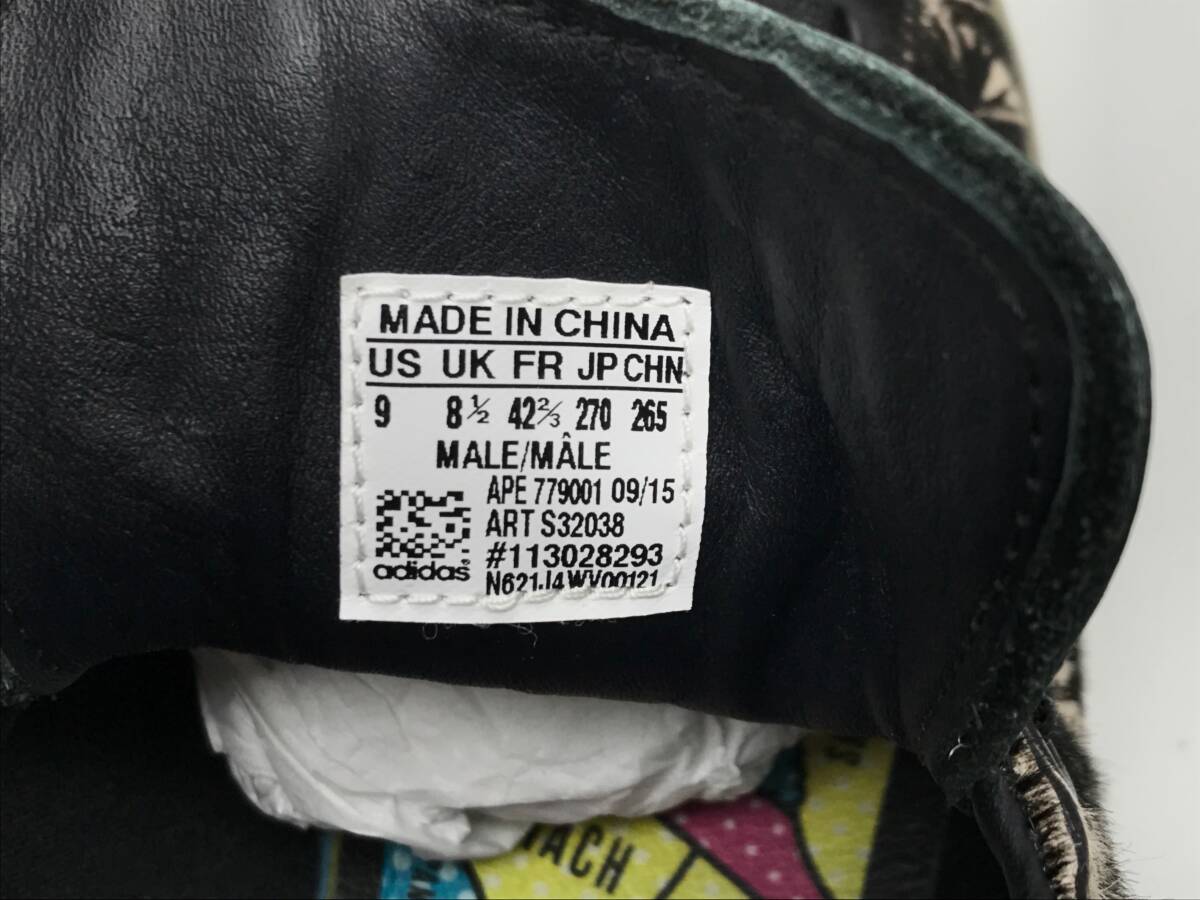 MADE IN CHINA
US UK FR JP CHN
9 8½ 42⅔ 270 265
MALE/MÂLE
APE 779001 09/15
ART S32038
#113028293
adidas
N621J4WV00121